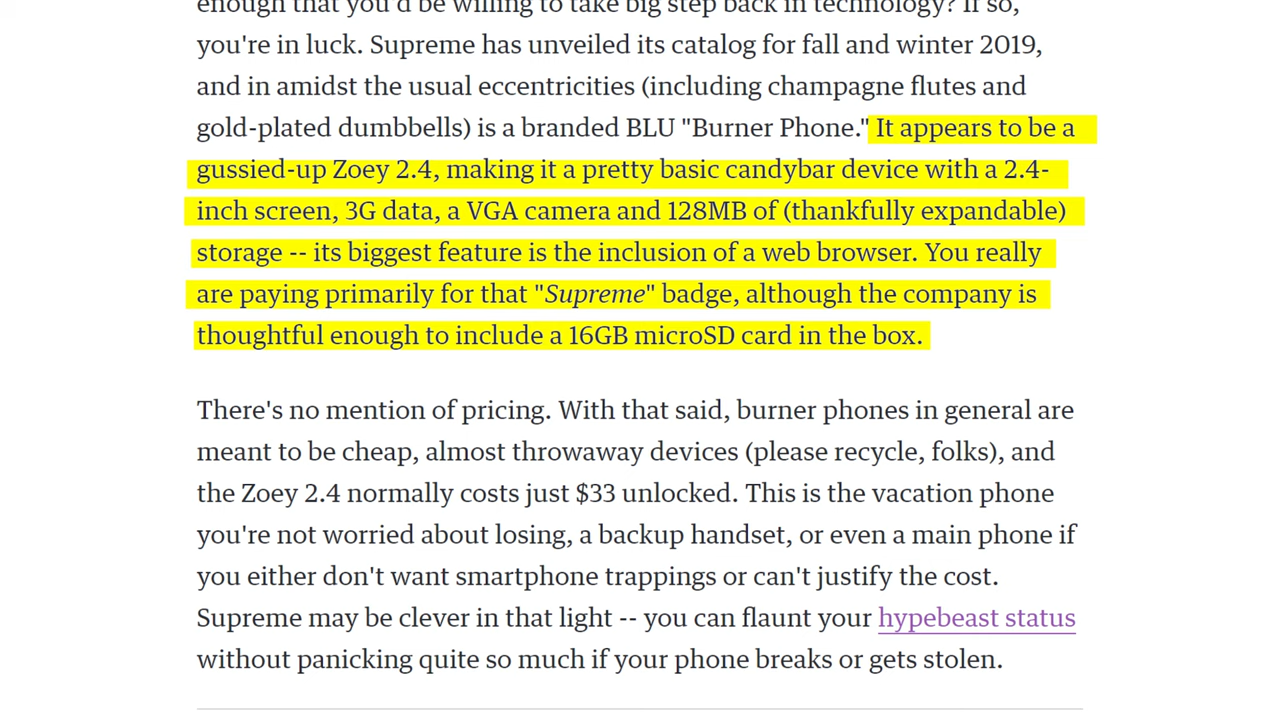 enough that you'd be willing to take big step back in technology? If so,
you're in luck. Supreme has unveiled its catalog for fall and winter 2019,
and in amidst the usual eccentricities (including champagne flutes and
gold-plated dumbbells) is a branded BLU "Burner Phone." It appears to be a
gussied-up Zoey 2.4, making it a pretty basic candybar device with a 2.4-
inch screen, 3G data, a VGA camera and 128MB of (thankfully expandable)
storage -- its biggest feature is the inclusion of a web browser. You really
are paying primarily for that "Supreme" badge, although the company is
thoughtful enough to include a 16GB microSD card in the box.
There's no mention of pricing. With that said, burner phones in general are
meant to be cheap, almost throwaway devices (please recycle, folks), and
the Zoey 2.4 normally costs just $33 unlocked. This is the vacation phone
you're not worried about losing, a backup handset, or even a main phone if
you either don't want smartphone trappings or can't justify the cost.
Supreme may be clever in that light -- you can flaunt your hypebeast status
without panicking quite so much if your phone breaks or gets stolen.